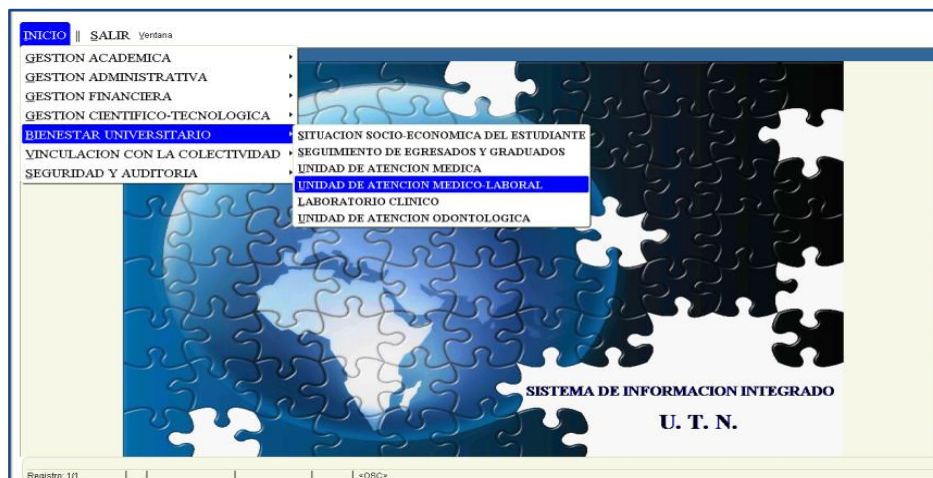 INICIO || SALIR Ventana
GESTION ACADEMICA
GESTION ADMINISTRATIVA
GESTION FINANCIERA
GESTION CIENTIFICO-TECNOLOGICA
BIENESTAR UNIVERSITARIO
VINCULACION CON LA COLECTIVIDAD
SEGURIDAD Y AUDITORIA
SITUACION SOCIO-ECONOMICA DEL ESTUDIANTE
SEGUIMIENTO DE EGRESADOS Y GRADUADOS
UNIDAD DE ATENCION MEDICA
UNIDAD DE ATENCION MEDICO-LABORAL
LABORATORIO CLINICO
UNIDAD DE ATENCION ODONTOLOGICA
SISTEMA DE INFORMACION INTEGRADO
U. T. N.
Registro: 1/1 <OSC>